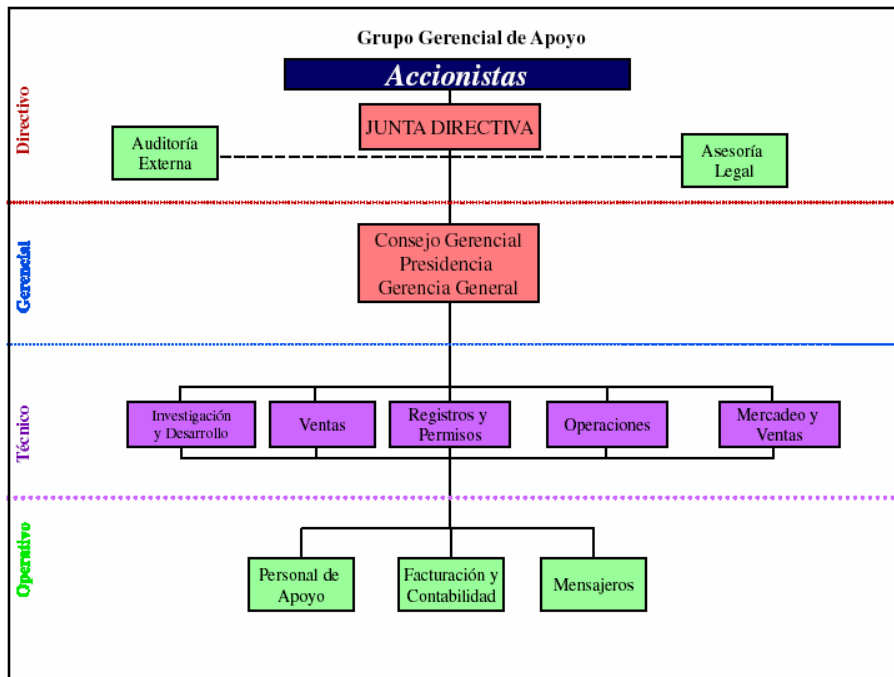 Grupo Gerencial de Apoyo
Accionistas
Directivo
JUNTA DIRECTIVA
Auditoría
Externa
Asesoría
Legal
Gerencial
Consejo Gerencial
Presidencia
Gerencia General
Técnico
Investigación
y Desarrollo
Ventas
Registros y
Permisos
Operaciones
Mercadeo y
Ventas
Operativo
Personal de
Apoyo
Facturación y
Contabilidad
Mensajeros